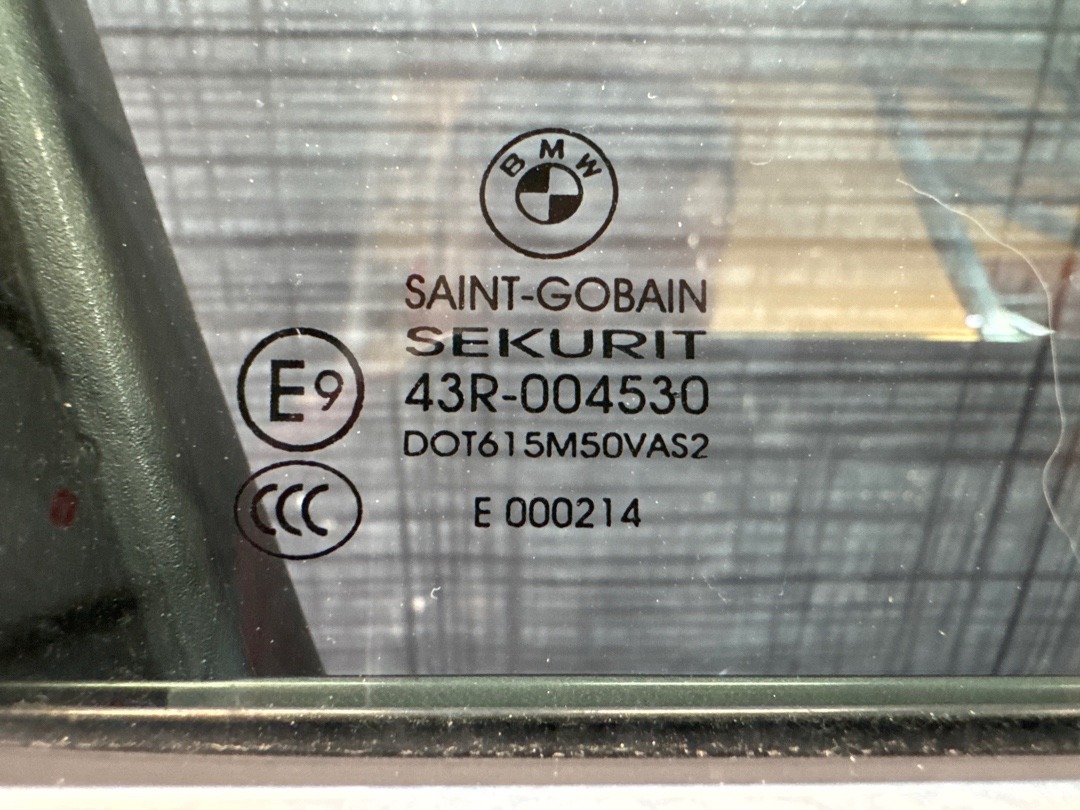 BMW
SAINT-GOBAIN
SEKURIT
E9
43R-004530
DOT615M50VAS2
CCC
E 000214